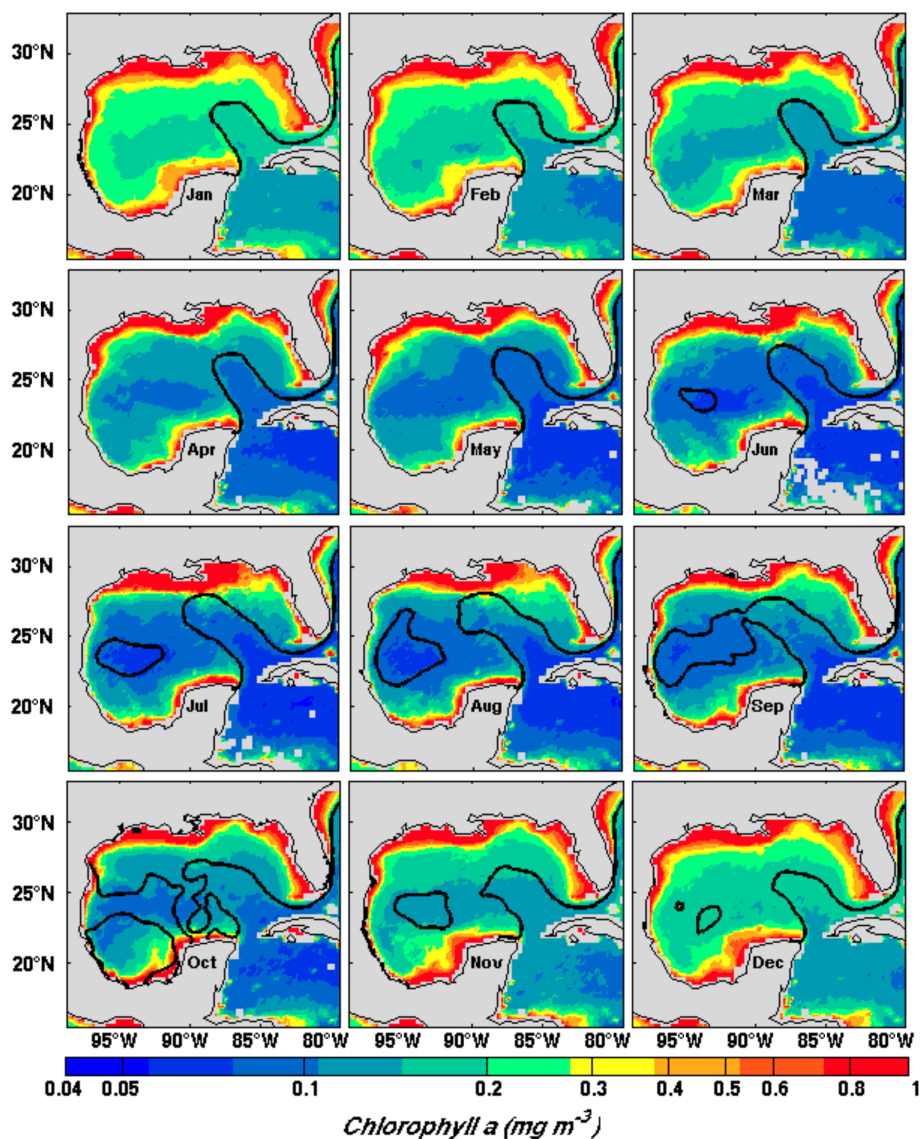 30°N
25°N
20°N
Jan
Feb
Mar
30°N
25°N
20°N
Apr
May
Jun
30°N
25°N
20°N
Jul
Aug
Sep
30°N
25°N
20°N
Oct
Nov
Dec
95°W 90°W 85°W 80°W 95°W 90°W 85°W 80°W 95°W 90°W 85°W 80°W
0.04 0.05 0.1 0.2 0.3 0.4 0.5 0.6 0.8 1
Chlorophyll a (mg m⁻³)